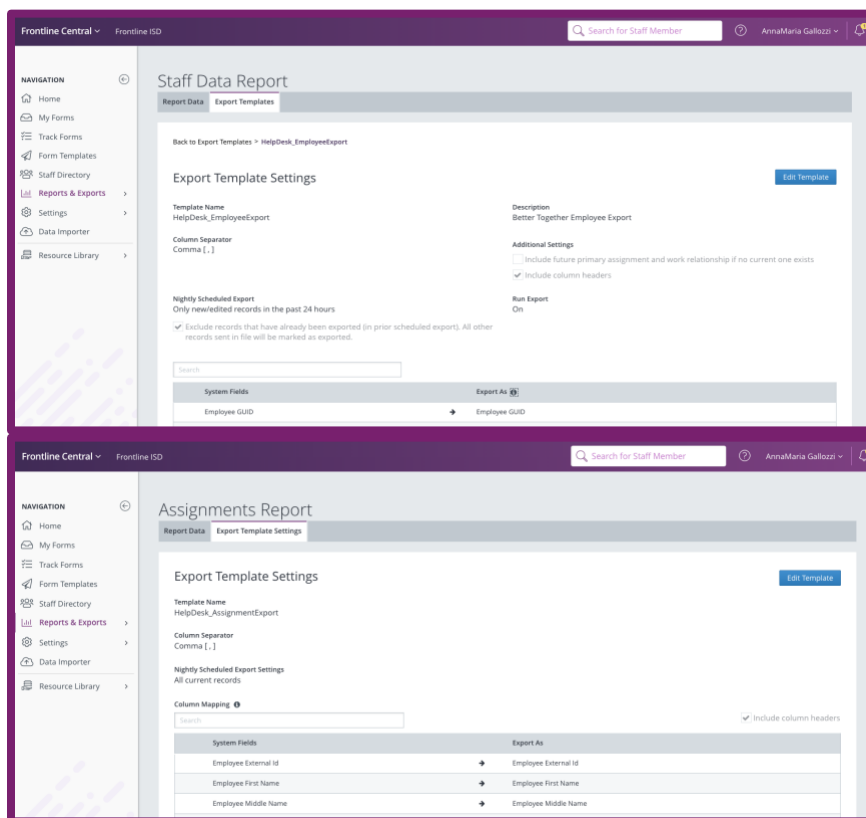 Frontline Central Frontline ISD Search for Staff Member AnnaMaria Gallozzi
NAVIGATION
Home
My Forms
Track Forms
Form Templates
Staff Directory
Reports & Exports
Settings
Data Importer
Resource Library
Staff Data Report
Report Data Export Templates
Back to Export Templates > HelpDesk_EmployeeExport
Export Template Settings Edit Template
Template Name Description
HelpDesk_EmployeeExport Better Together Employee Export
Column Separator Additional Settings
Comma [ , ] Include future primary assignment and work relationship if no current one exists
Include column headers
Nightly Scheduled Export Run Export
Only new/edited records in the past 24 hours On
Exclude records that have already been exported (in prior scheduled export). All other
records sent in file will be marked as exported.
Search
System Fields Export As
Employee GUID Employee GUID
Frontline Central Frontline ISD Search for Staff Member AnnaMaria Gallozzi
NAVIGATION
Home
My Forms
Track Forms
Form Templates
Staff Directory
Reports & Exports
Settings
Data Importer
Resource Library
Assignments Report
Report Data Export Template Settings
Export Template Settings Edit Template
Template Name
HelpDesk_AssignmentExport
Column Separator
Comma [ , ]
Nightly Scheduled Export Settings
All current records
Column Mapping
Search Include column headers
System Fields Export As
Employee External Id Employee External Id
Employee First Name Employee First Name
Employee Middle Name Employee Middle Name